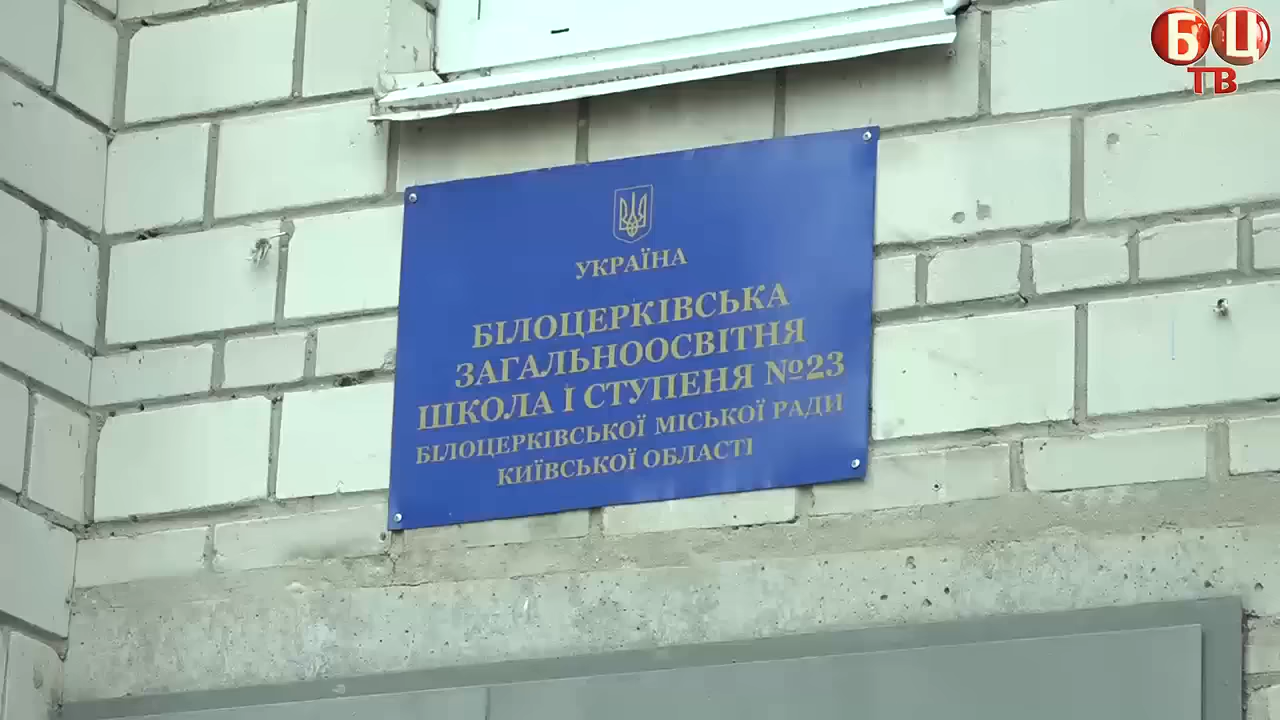 БЦ
ТВ
УКРАЇНА
БІЛОЦЕРКІВСЬКА
ЗАГАЛЬНООСВІТНЯ
ШКОЛА І СТУПЕНЯ №23
БІЛОЦЕРКІВСЬКОЇ МІСЬКОЇ РАДИ
КИЇВСЬКОЇ ОБЛАСТІ